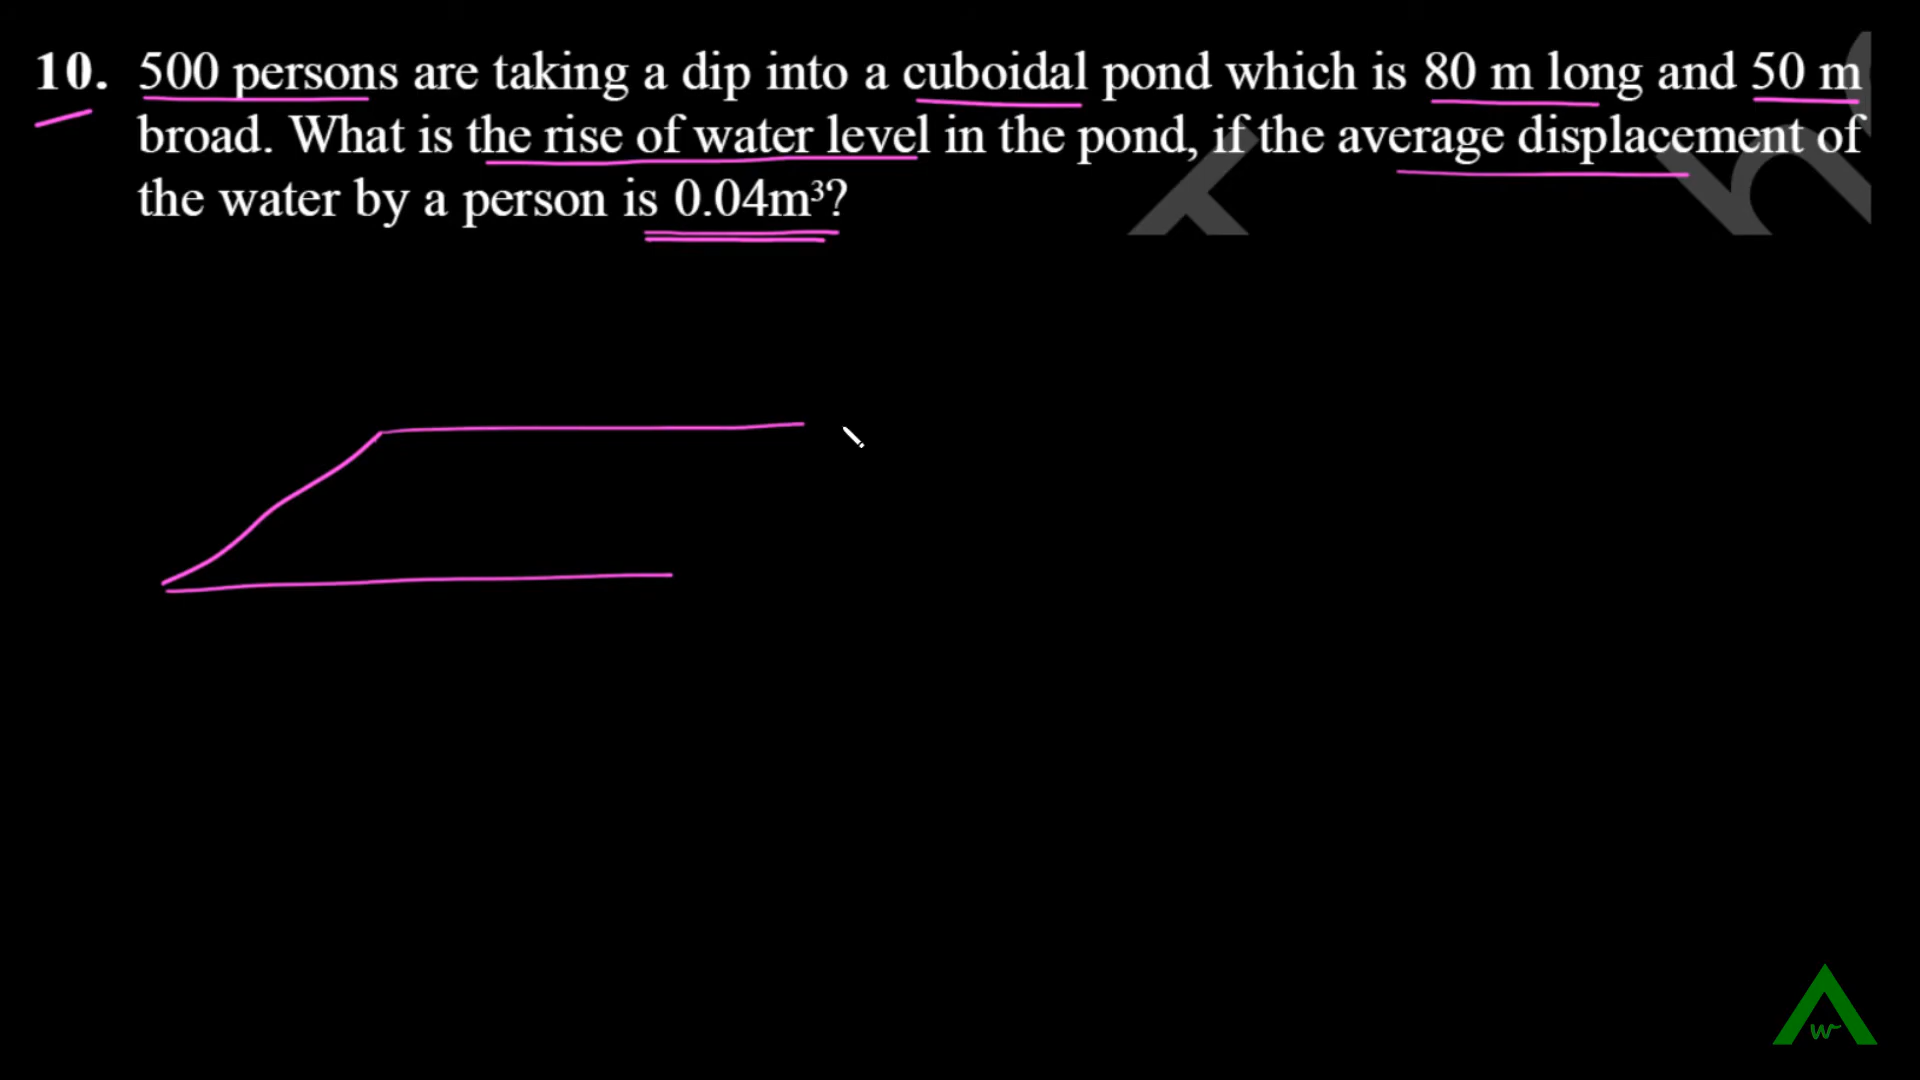 10. 500 persons are taking a dip into a cuboidal pond which is 80 m long and 50 m
broad. What is the rise of water level in the pond, if the average displacement of
the water by a person is 0.04m³?
w